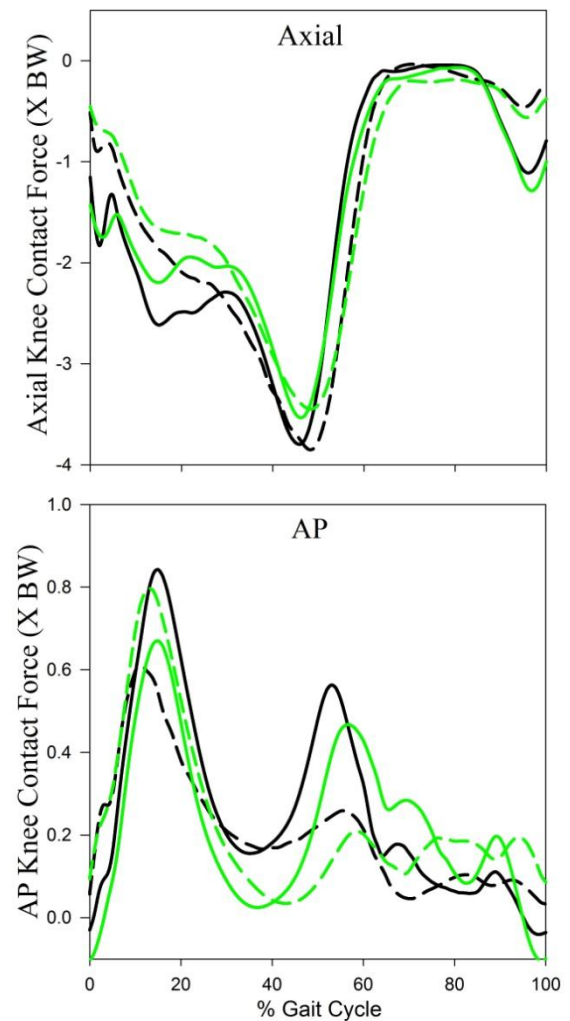 Axial
Axial Knee Contact Force (X BW)
0
-1
-2
-3
-4
AP
AP Knee Contact Force (X BW)
1.0
0.8
0.6
0.4
0.2
0.0
0 20 40 60 80 100
% Gait Cycle